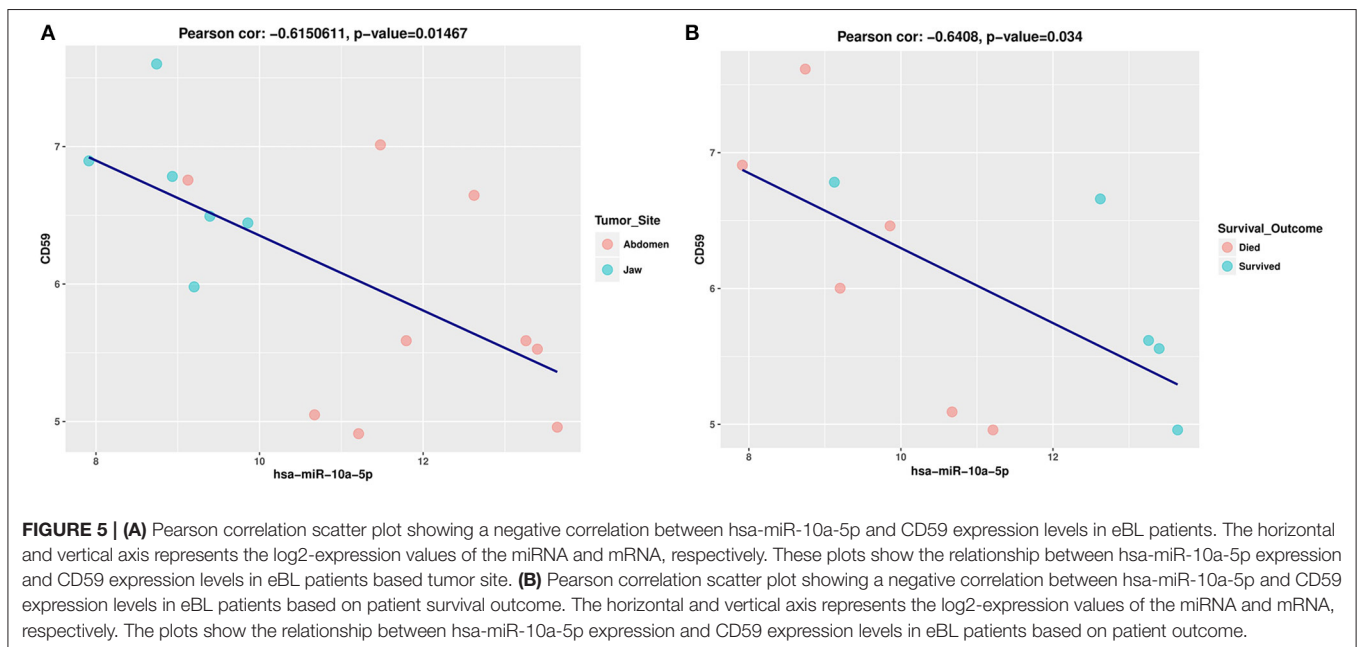 A
Pearson cor: −0.6150611, p−value=0.01467
7
6
5
CD59
8 10 12
hsa−miR−10a−5p
Tumor_Site
Abdomen
Jaw
B
Pearson cor: −0.6408, p−value=0.034
7
6
5
CD59
8 10 12
hsa−miR−10a−5p
Survival_Outcome
Died
Survived
FIGURE 5 | (A) Pearson correlation scatter plot showing a negative correlation between hsa-miR-10a-5p and CD59 expression levels in eBL patients. The horizontal
and vertical axis represents the log2-expression values of the miRNA and mRNA, respectively. These plots show the relationship between hsa-miR-10a-5p expression
and CD59 expression levels in eBL patients based tumor site. (B) Pearson correlation scatter plot showing a negative correlation between hsa-miR-10a-5p and CD59
expression levels in eBL patients based on patient survival outcome. The horizontal and vertical axis represents the log2-expression values of the miRNA and mRNA,
respectively. The plots show the relationship between hsa-miR-10a-5p expression and CD59 expression levels in eBL patients based on patient outcome.